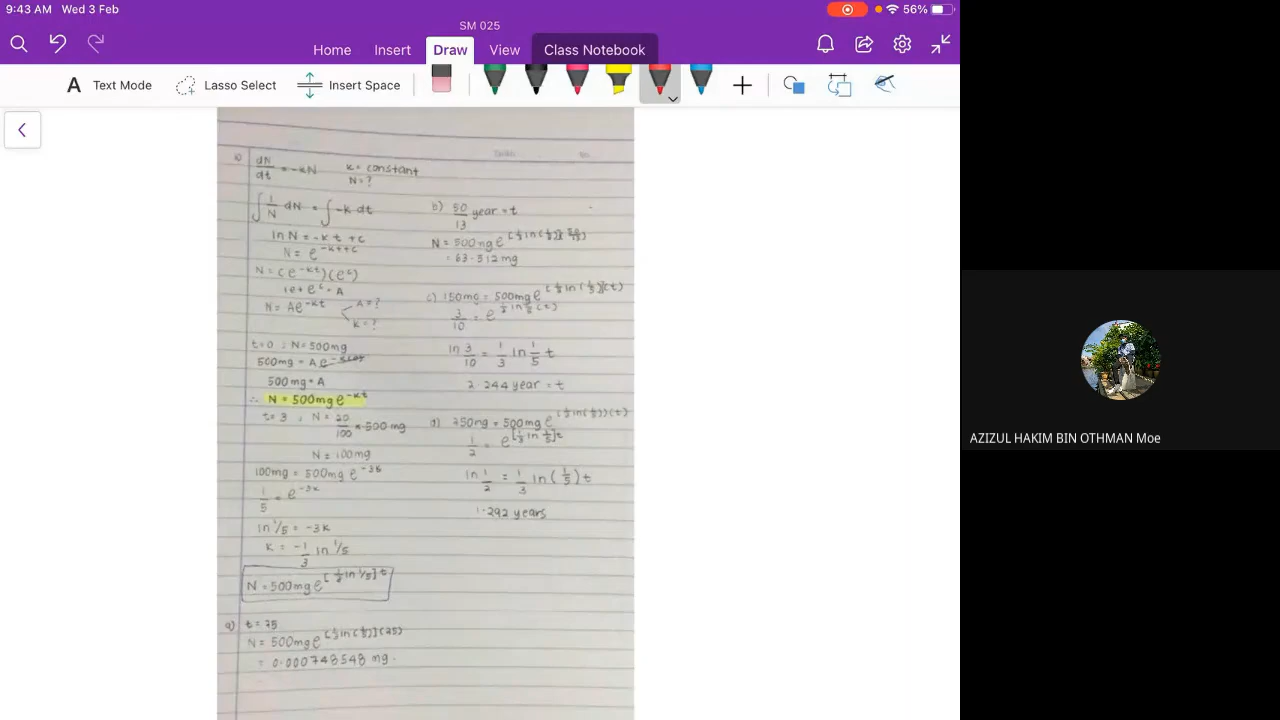 9:43 AM Wed 3 Feb
56%
SM 025
Home Insert Draw View Class Notebook
Text Mode Lasso Select Insert Space
dN/dt = -kN k = constant
N = ?
∫ 1/N dN = ∫ -k dt
ln N = -kt + c
N = e^-kt+c
N = (e^-kt)(e^c)
let e^c = A
N = Ae^-kt A = ?
k = ?
t=0 ; N = 500mg
500mg = A e^-k(0)
500 mg = A
∴ N = 500mg e^-kt
t = 3 ; N = 20/100 × 500 mg
N = 100mg
100mg = 500mg e^-3k
1/5 = e^-3k
ln 1/5 = -3k
k = -1/3 ln 1/5
N = 500mg e^[1/3 ln 1/5] t
a) t = 25
N = 500mg e^[1/3 ln(1/5)](25)
= 0.000748548 mg.
b) 50/13 year = t
N = 500mg e^[1/3 ln(1/5)][50/13]
= 63.512 mg
c) 150mg = 500mg e^[1/3 ln(1/5)](t)
3/10 = e^1/3 ln 1/5 (t)
ln 3/10 = 1/3 ln 1/5 t
2.244 year = t
d) 250mg = 500mg e^(1/3 ln(1/5))(t)
1/2 = e^[1/3 ln 1/5]t
ln 1/2 = 1/3 ln(1/5) t
1.292 years
AZIZUL HAKIM BIN OTHMAN Moe